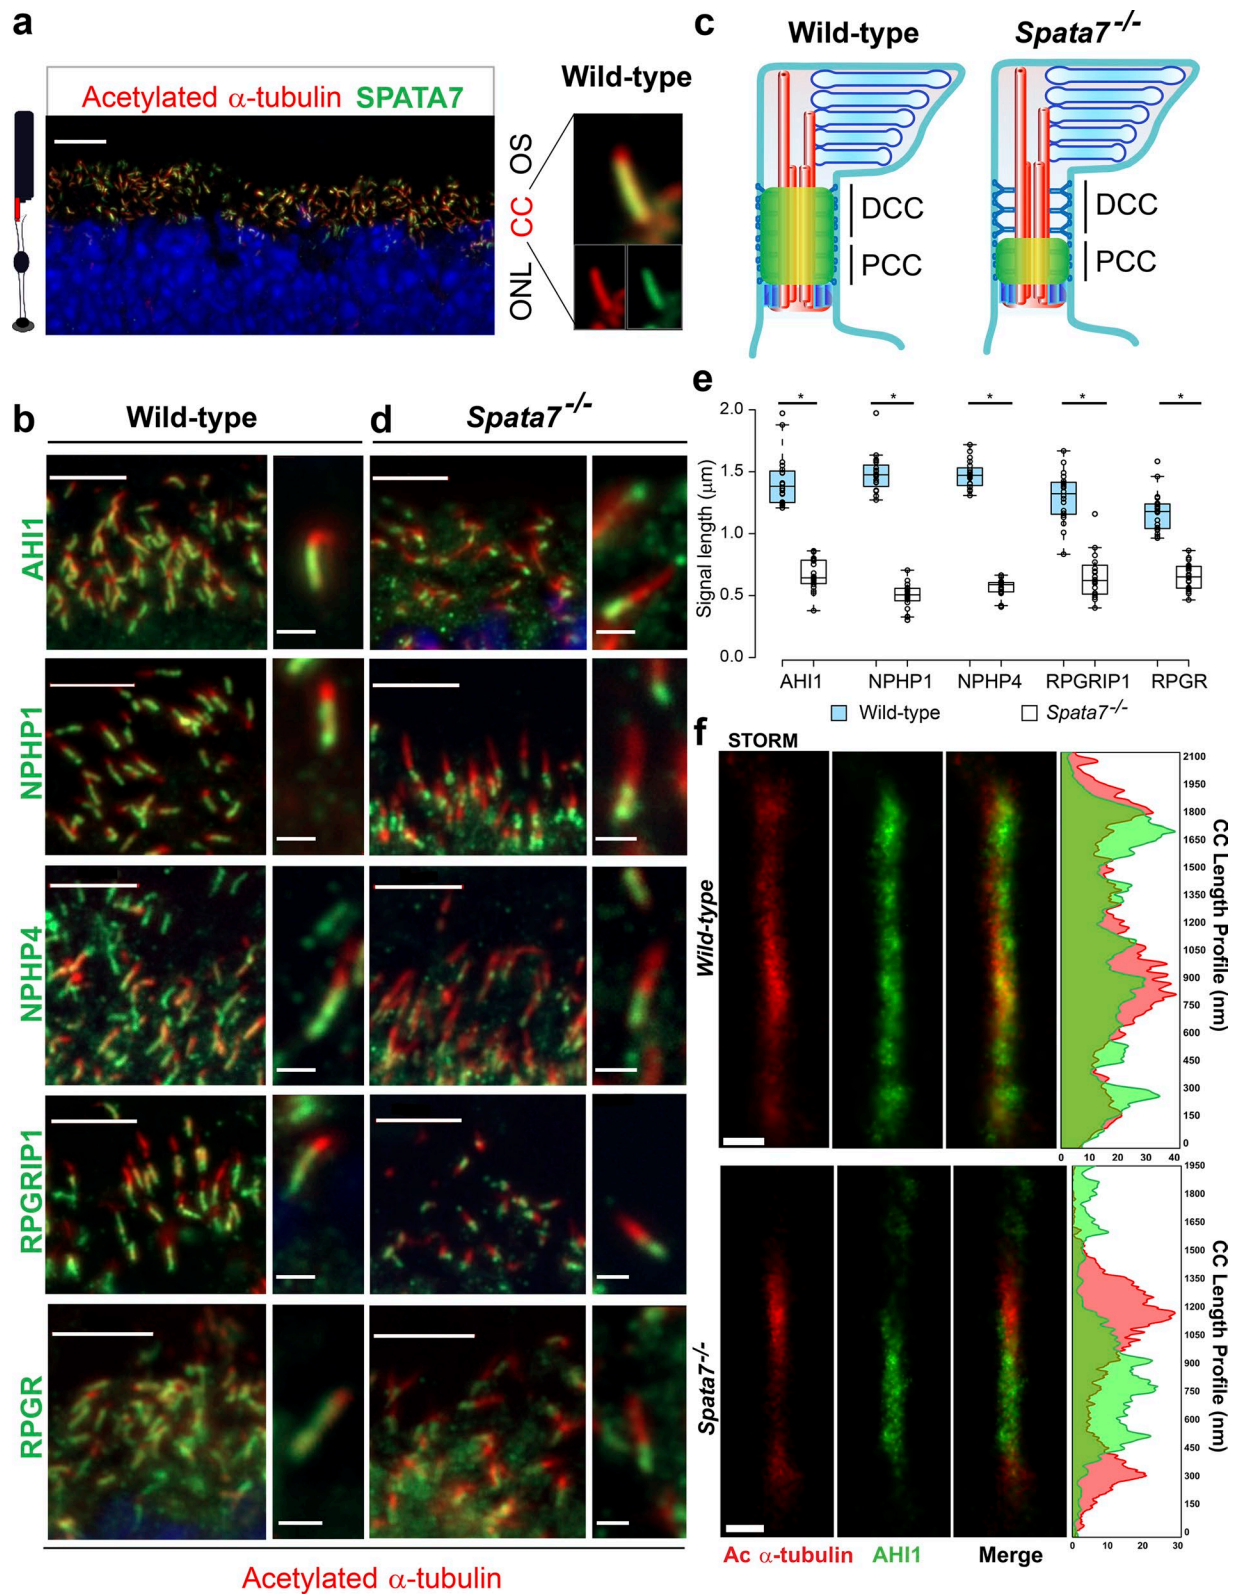 a
Acetylated α-tubulin SPATA7
OS
CC
ONL
Wild-type
c
Wild-type
Spata7-/-
DCC
PCC
DCC
PCC
b
Wild-type
d
Spata7-/-
AHI1
NPHP1
NPHP4
RPGRIP1
RPGR
Acetylated α-tubulin
e
Signal length (μm)
2.0
1.5
1.0
0.5
0.0
* * * * *
AHI1 NPHP1 NPHP4 RPGRIP1 RPGR
Wild-type Spata7-/-
f
STORM
Wild-type
2100
1950
1800
1650
1500
1350
1200
1050
900
750
600
450
300
150
0
CC Length Profile (nm)
0 10 20 30 40
Spata7-/-
1950
1800
1650
1500
1350
1200
1050
900
750
600
450
300
150
0
CC Length Profile (nm)
0 10 20 30
Ac α-tubulin AHI1 Merge